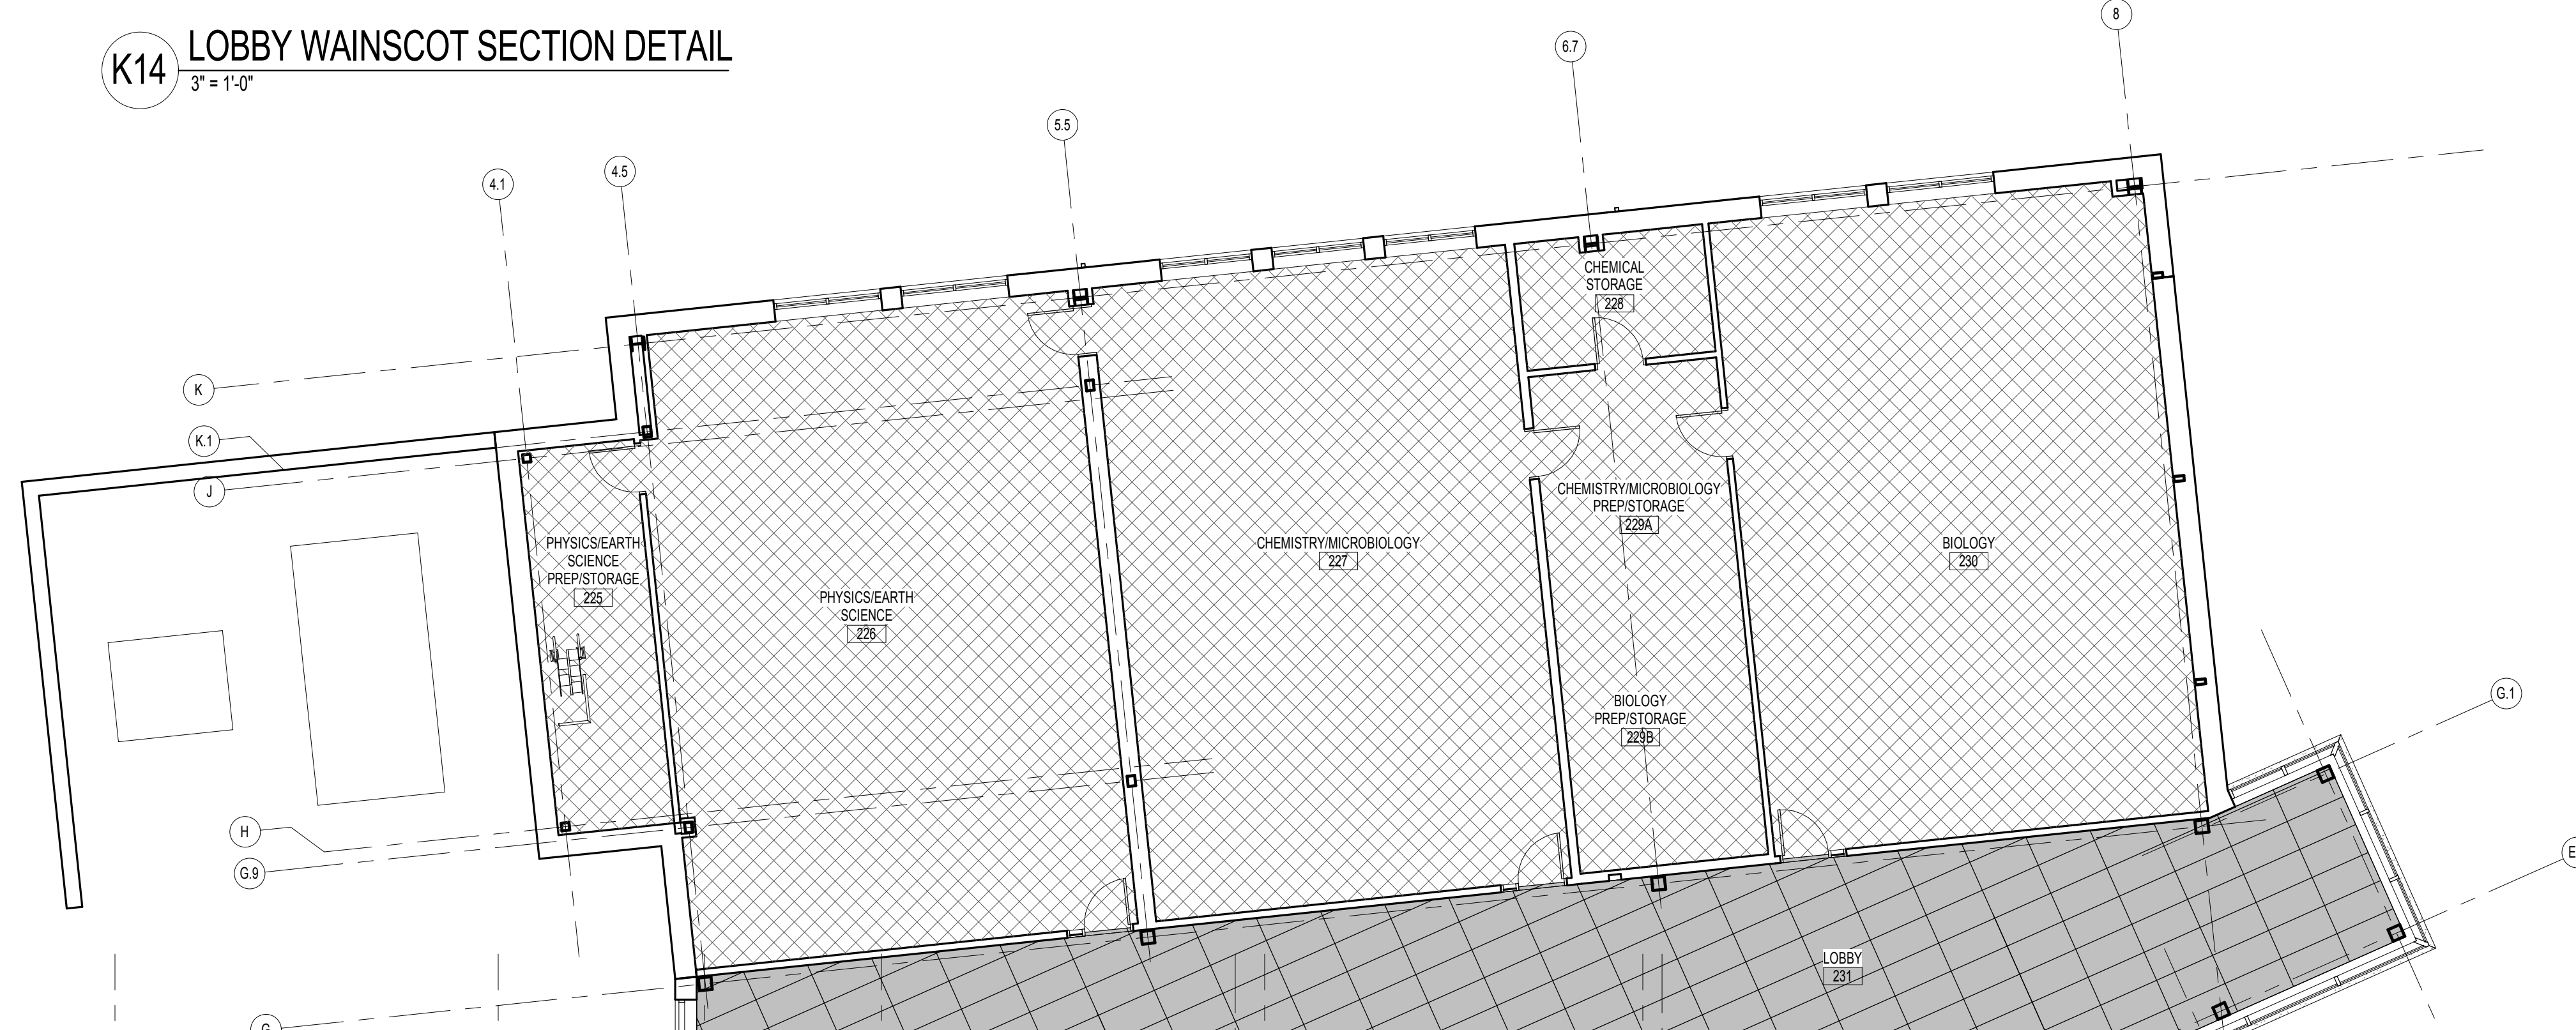 K14
LOBBY WAINSCOT SECTION DETAIL
3" = 1'-0"
8
6.7
5.5
4.5
4.1
K
K.1
J
H
G.9
G
G.1
E
CHEMICAL
STORAGE
228
CHEMISTRY/MICROBIOLOGY
PREP/STORAGE
229A
PHYSICS/EARTH
SCIENCE
PREP/STORAGE
225
PHYSICS/EARTH
SCIENCE
226
CHEMISTRY/MICROBIOLOGY
227
BIOLOGY
230
BIOLOGY
PREP/STORAGE
229B
LOBBY
231